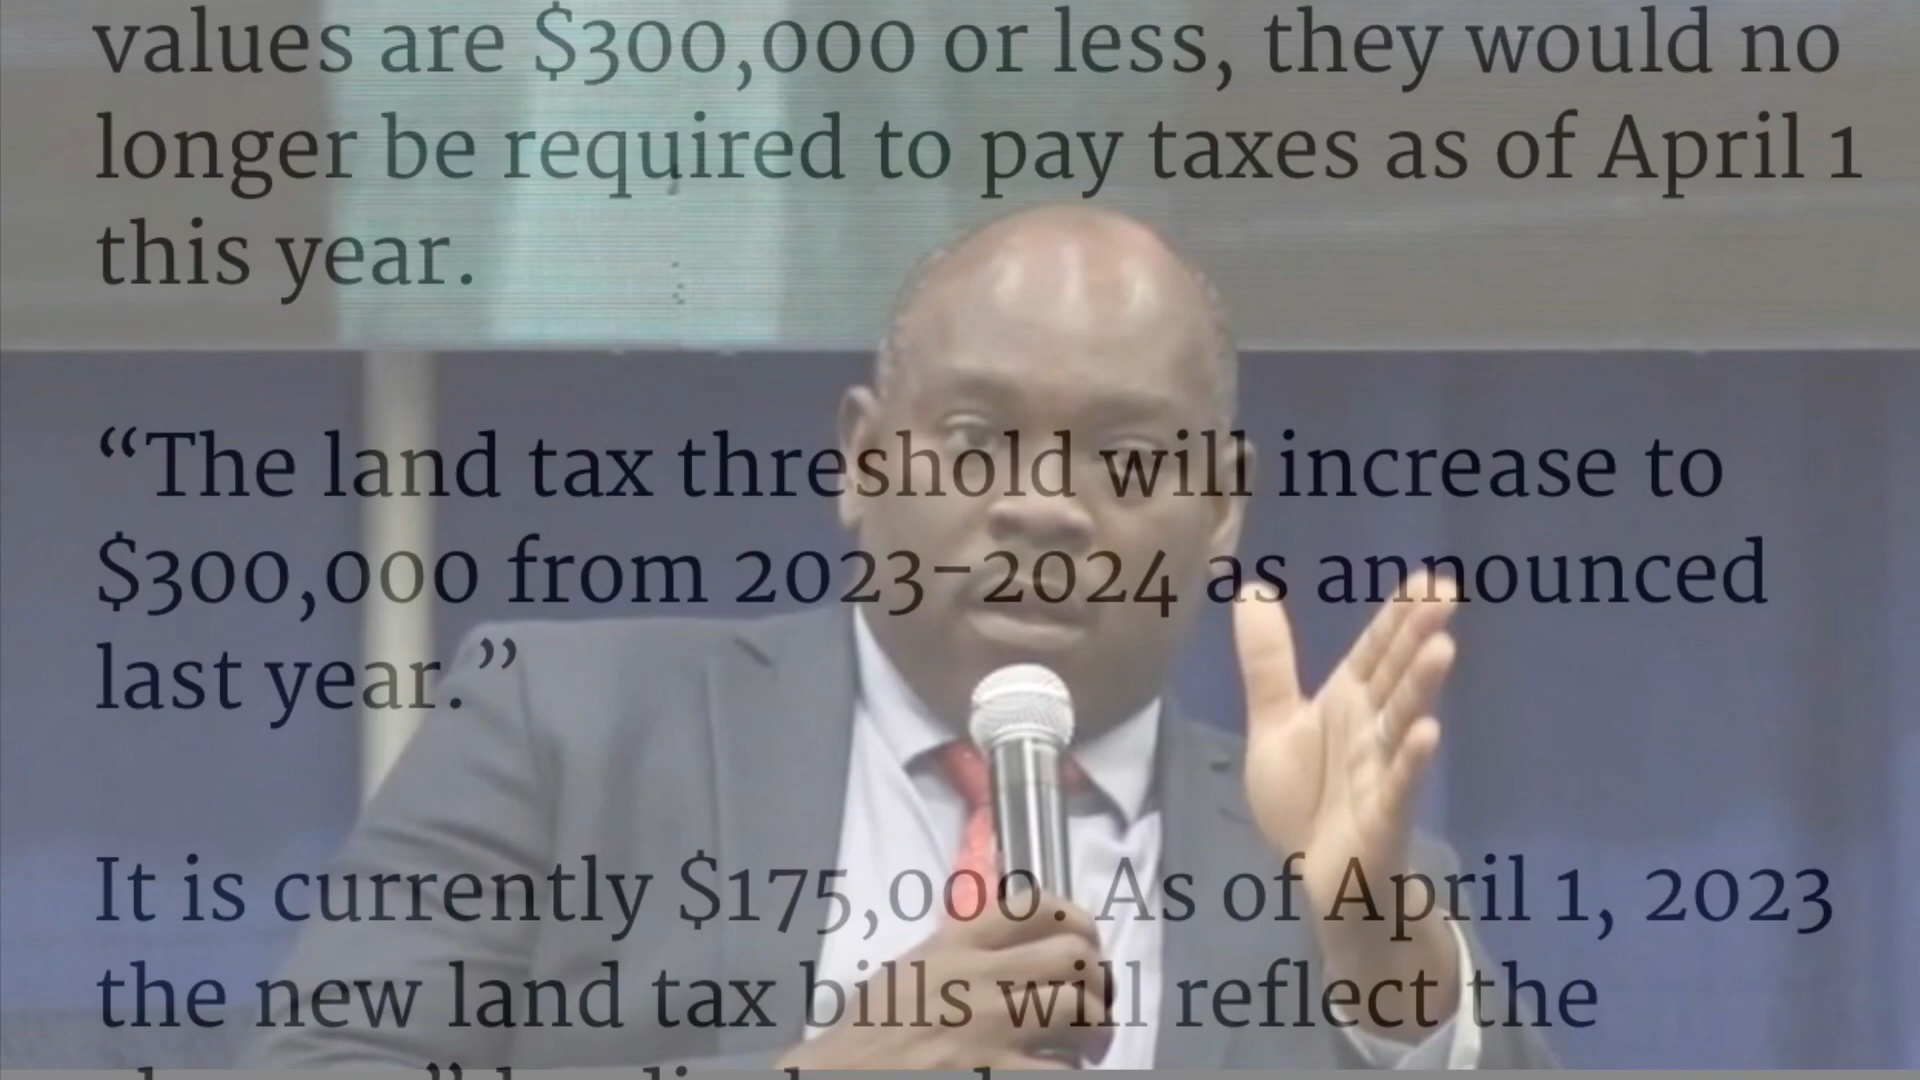 values are $300,000 or less, they would no
longer be required to pay taxes as of April 1
this year.
“The land tax threshold will increase to
$300,000 from 2023-2024 as announced
last year.”
It is currently $175,000. As of April 1, 2023
the new land tax bills will reflect the